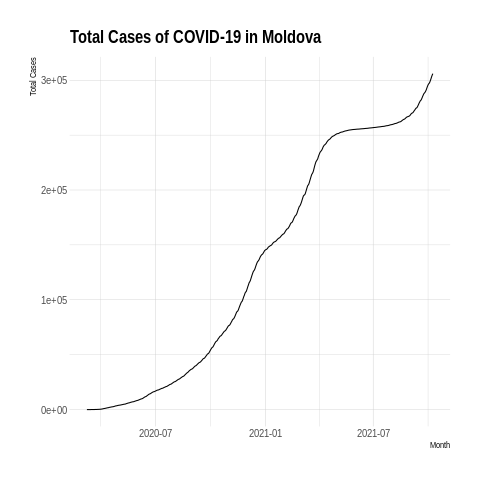 Total Cases of COVID-19 in Moldova
Total Cases
3e+05
2e+05
1e+05
0e+00
2020-07 2021-01 2021-07
Month